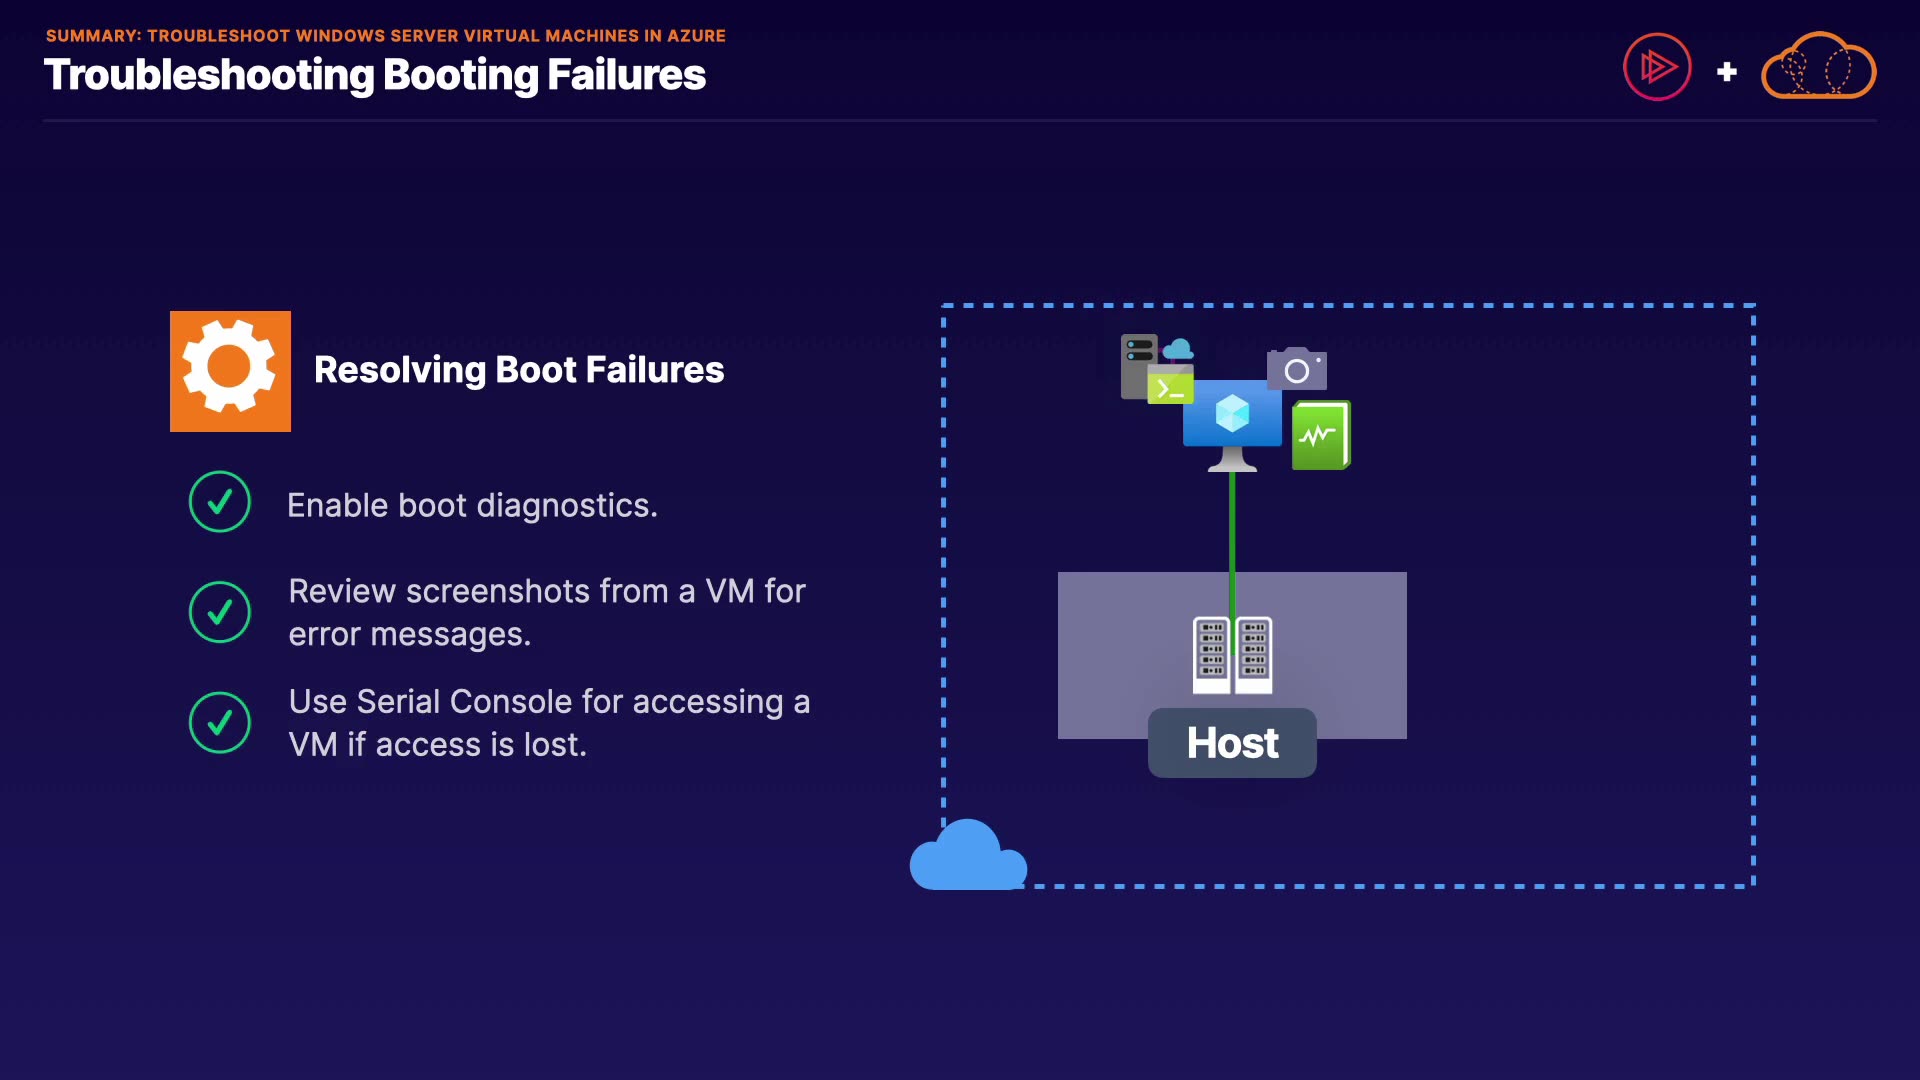 SUMMARY: TROUBLESHOOT WINDOWS SERVER VIRTUAL MACHINES IN AZURE
Troubleshooting Booting Failures
Resolving Boot Failures
Enable boot diagnostics.
Review screenshots from a VM for
error messages.
Use Serial Console for accessing a
VM if access is lost.
Host